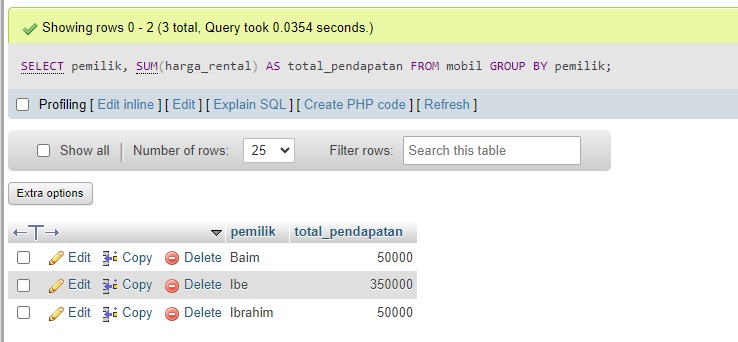 Showing rows 0 - 2 (3 total, Query took 0.0354 seconds.)
SELECT pemilik, SUM(harga_rental) AS total_pendapatan FROM mobil GROUP BY pemilik;
Profiling [ Edit inline ] [ Edit ] [ Explain SQL ] [ Create PHP code ] [ Refresh ]
Show all Number of rows: 25 Filter rows: Search this table
Extra options
pemilik total_pendapatan
Edit Copy Delete Baim 50000
Edit Copy Delete Ibe 350000
Edit Copy Delete Ibrahim 50000